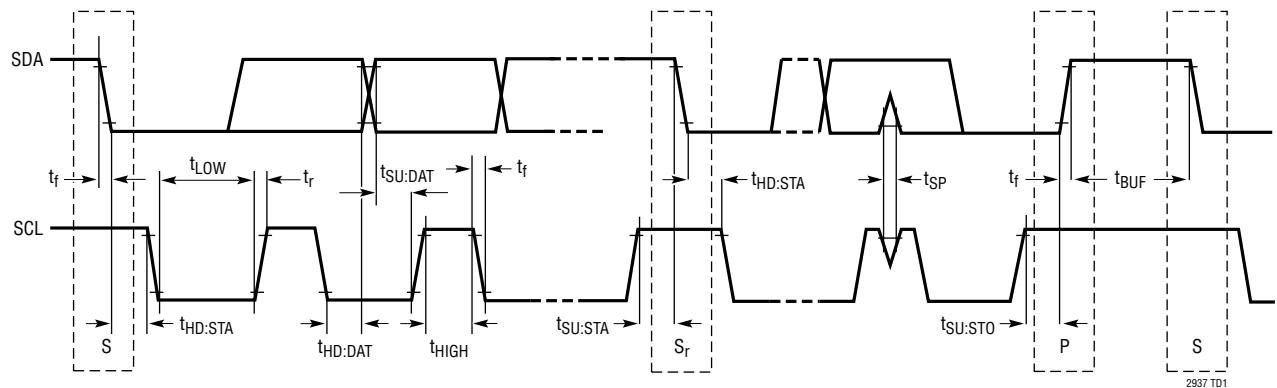 SDA
t_f
t_LOW
t_r
t_SU:DAT
t_f
t_HD:STA
t_SP
t_f
t_BUF
SCL
t_HD:STA
t_HD:DAT
t_HIGH
t_SU:STA
t_SU:STO
S
S_r
P
S
2937 TD1